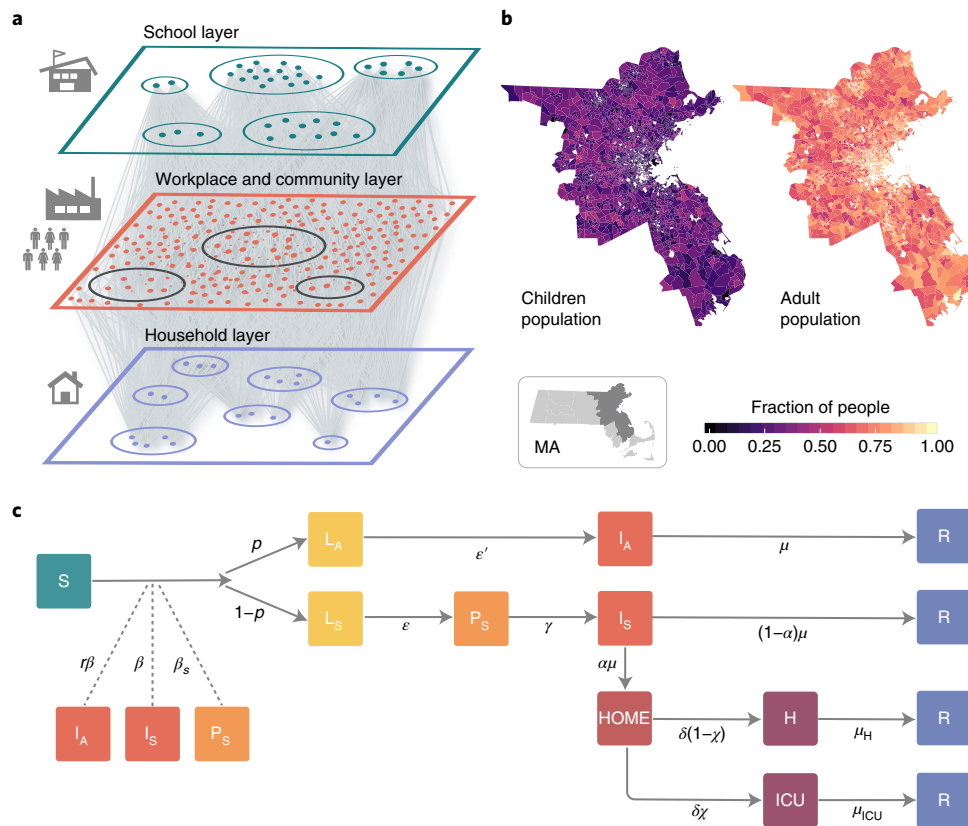 a
School layer
Workplace and community layer
Household layer
b
Children
population
Adult
population
MA
Fraction of people
0.00 0.25 0.50 0.75 1.00
c
S
p
1−p
L_A
ε′
I_A
μ
R
L_S
ε
P_S
γ
I_S
(1−α)μ
R
rβ
β
β_s
I_A
I_S
P_S
αμ
HOME
δ(1−χ)
H
μ_H
R
δχ
ICU
μ_ICU
R